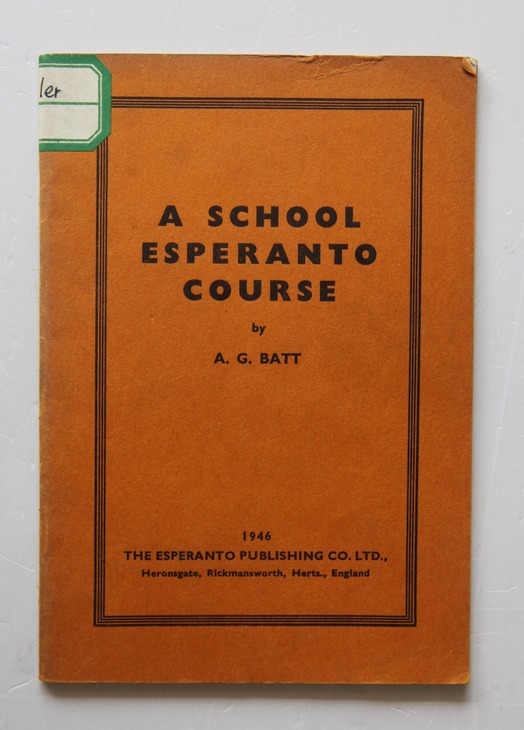 ler
A SCHOOL
ESPERANTO
COURSE
by
A. G. BATT
1946
THE ESPERANTO PUBLISHING CO. LTD.,
Heronsgate, Rickmansworth, Herts., England